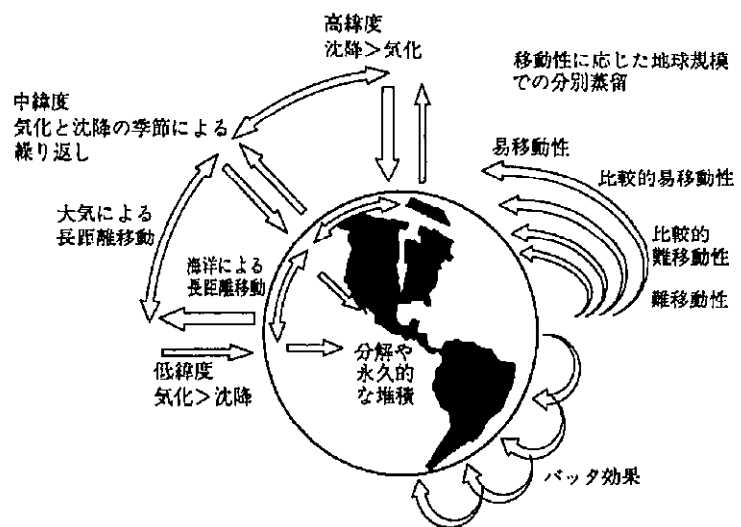 高緯度
沈降＞気化
移動性に応じた地球規模
での分別蒸留
中緯度
気化と沈降の季節による
繰り返し
易移動性
比較的易移動性
大気による
長距離移動
海洋による
長距離移動
比較的
難移動性
難移動性
分解や
永久的
な堆積
低緯度
気化＞沈降
バッタ効果